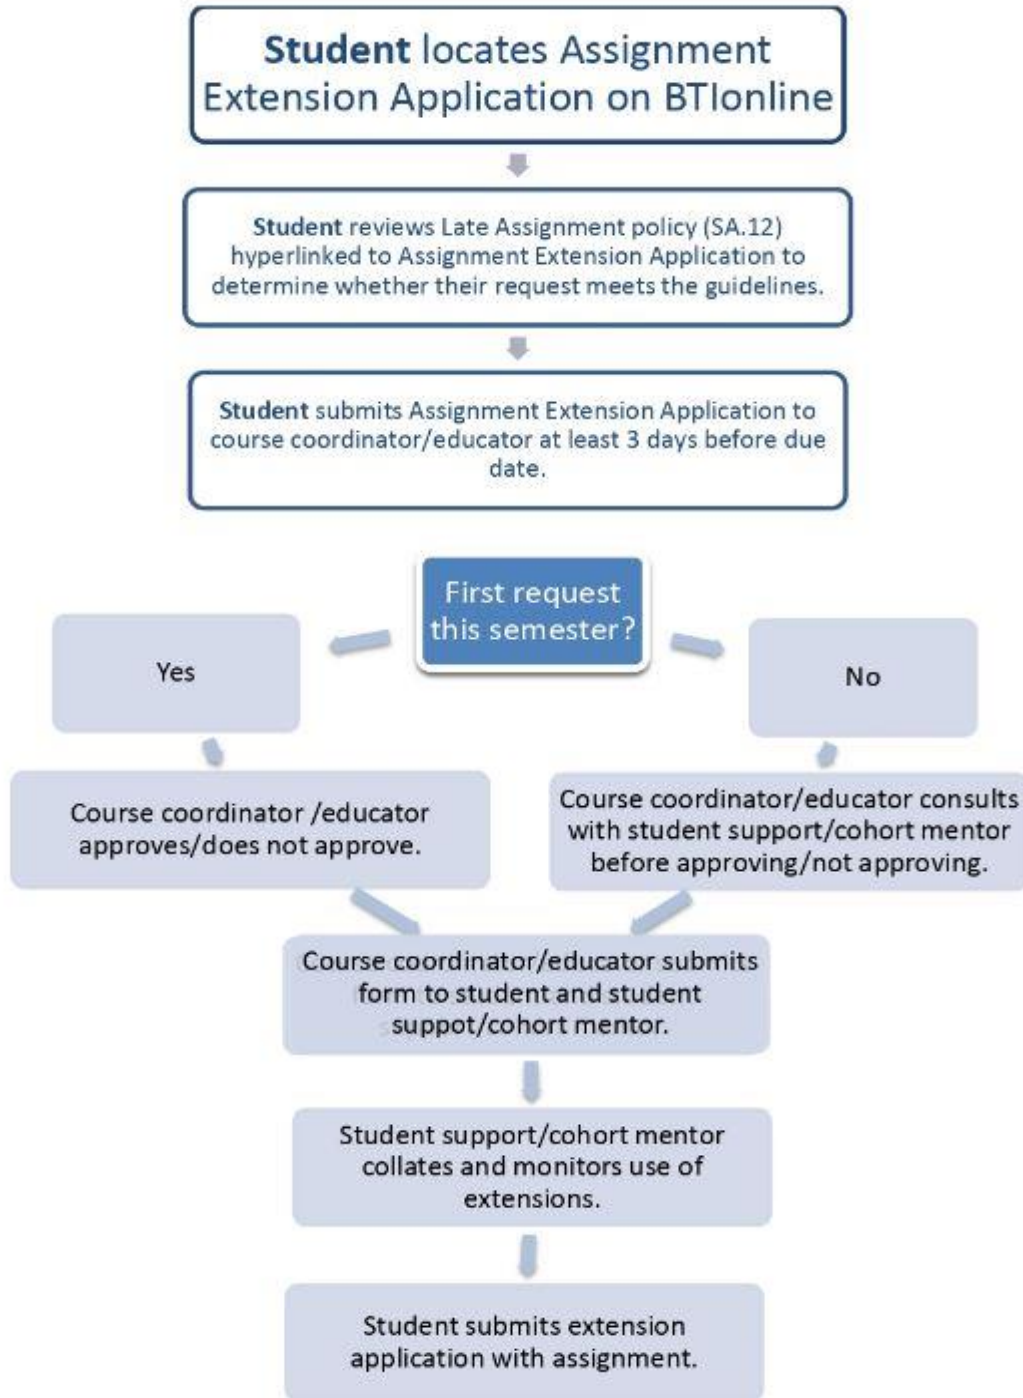 Student locates Assignment
Extension Application on BTIonline
Student reviews Late Assignment policy (SA.12)
hyperlinked to Assignment Extension Application to
determine whether their request meets the guidelines.
Student submits Assignment Extension Application to
course coordinator/educator at least 3 days before due
date.
First request
this semester?
Yes
No
Course coordinator /educator
approves/does not approve.
Course coordinator/educator consults
with student support/cohort mentor
before approving/not approving.
Course coordinator/educator submits
form to student and student
suppot/cohort mentor.
Student support/cohort mentor
collates and monitors use of
extensions.
Student submits extension
application with assignment.